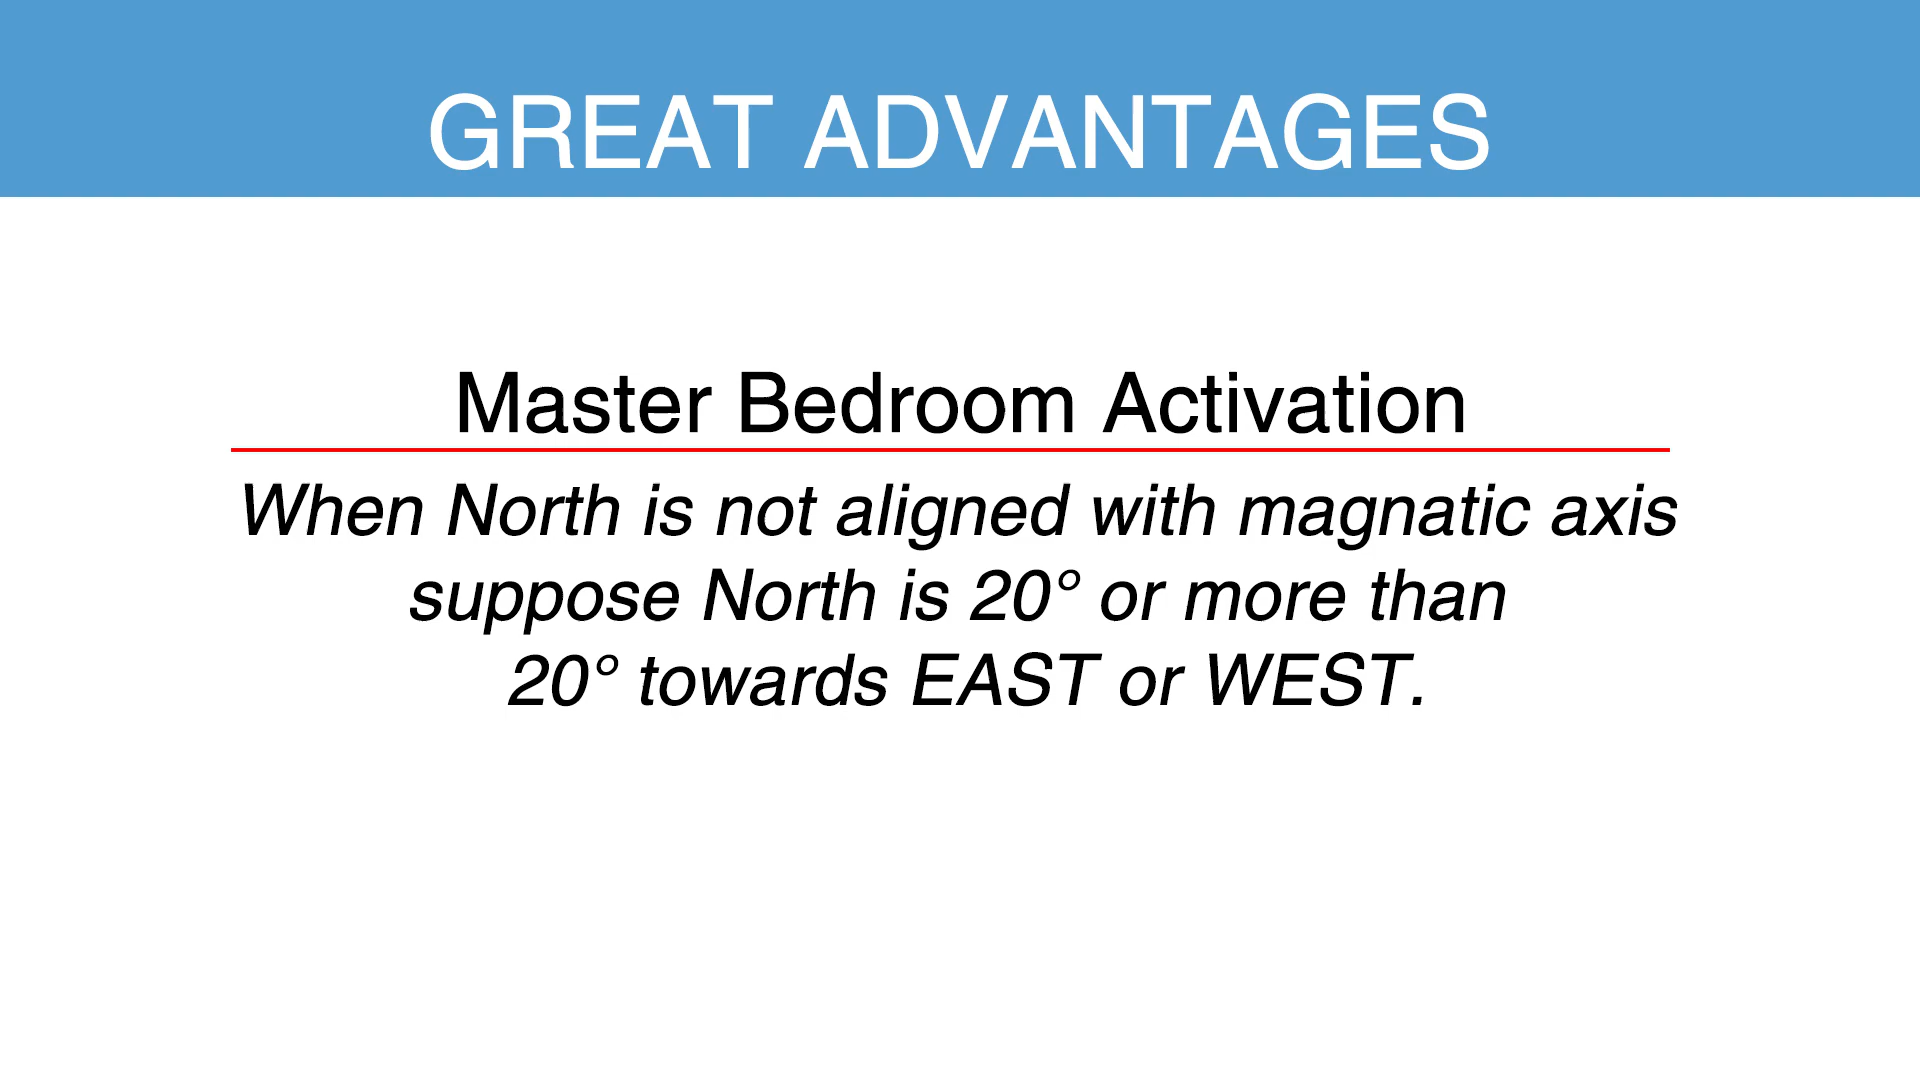 GREAT ADVANTAGES
Master Bedroom Activation
When North is not aligned with magnatic axis
suppose North is 20° or more than
20° towards EAST or WEST.